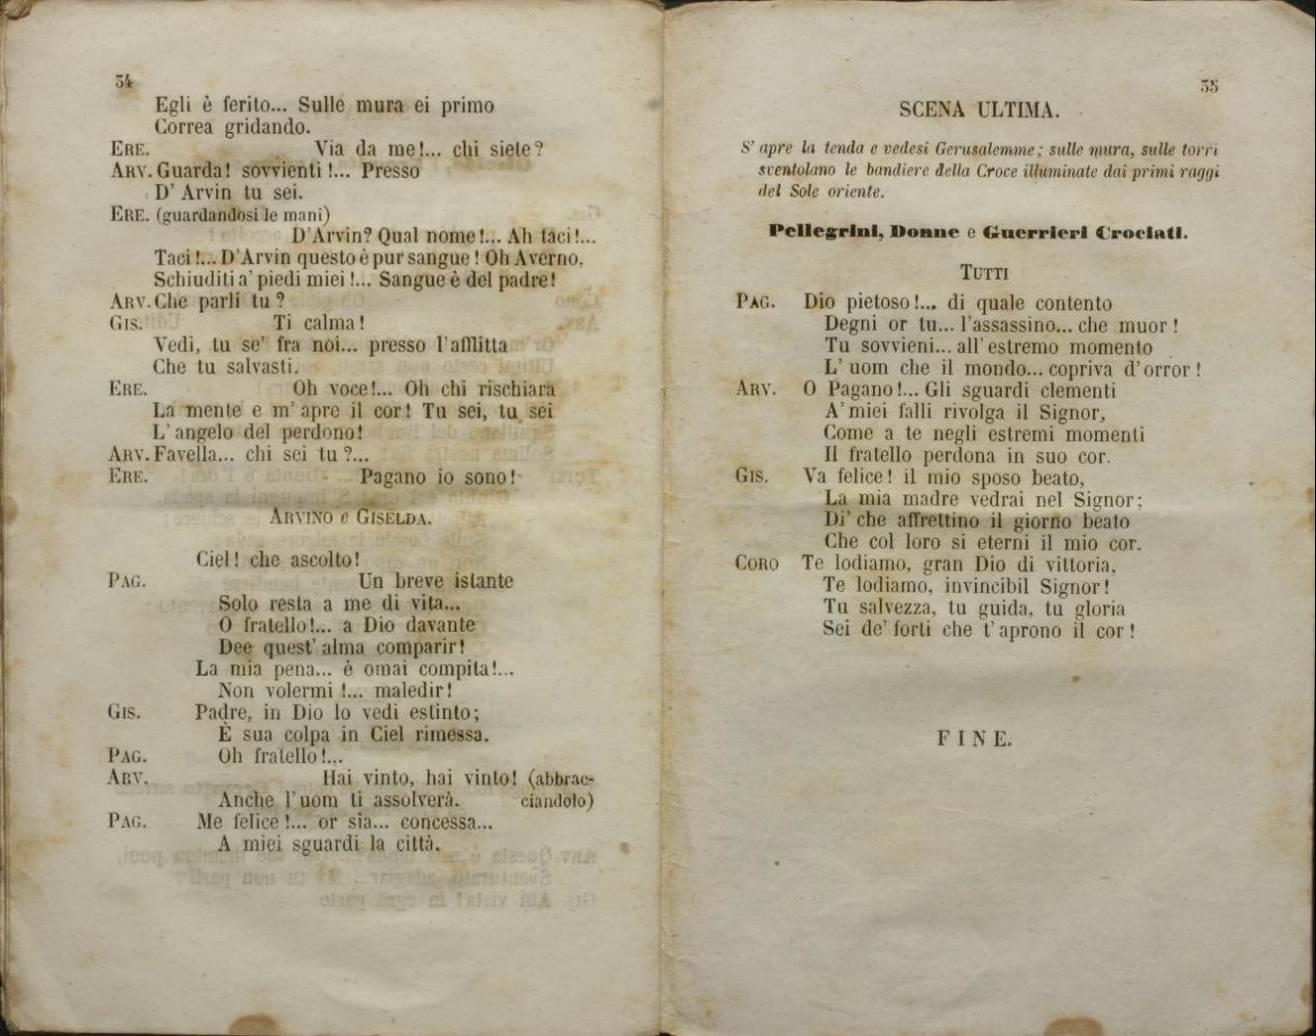 34
Egli è ferito... Sulle mura ei primo
Correa gridando.
ERE. Via da me!... chi siete?
ARV. Guarda! sovvienti!... Presso
D' Arvin tu sei.
ERE. (guardandosi le mani)
D'Arvin? Qual nome!... Ah taci!...
Taci!... D'Arvin questo è pur sangue! Oh Averno,
Schiuditi a' piedi miei!... Sangue è del padre!
ARV. Che parli tu?
GIS. Ti calma!
Vedi, tu se' fra noi... presso l'afflitta
Che tu salvasti.
ERE. Oh voce!... Oh chi rischiara
La mente e m' apre il cor! Tu sei, tu sei
L' angelo del perdono!
ARV. Favella... chi sei tu?...
ERE. Pagano io sono!
ARVINO e GISELDA.
Ciel! che ascolto!
PAG. Un breve istante
Solo resta a me di vita...
O fratello!... a Dio davante
Dee quest' alma comparir!
La mia pena... è omai compita!...
Non volermi!... maledir!
GIS. Padre, in Dio lo vedi estinto;
È sua colpa in Ciel rimessa.
PAG. Oh fratello!...
ARV. Hai vinto, hai vinto! (abbrac-
Anche l'uom ti assolverà. ciandolo)
PAG. Me felice!... or sia... concessa...
A miei sguardi la città.
35
SCENA ULTIMA.
S' apre la tenda e vedesi Gerusalemme; sulle mura, sulle torri
sventolano le bandiere della Croce illuminate dai primi raggi
del Sole oriente.
Pellegrini, Donne e Guerrieri Crociati.
TUTTI
PAG. Dio pietoso!... di quale contento
Degni or tu... l'assassino... che muor!
Tu sovvieni... all' estremo momento
L' uom che il mondo... copriva d'orror!
ARV. O Pagano!... Gli sguardi clementi
A' miei falli rivolga il Signor,
Come a te negli estremi momenti
Il fratello perdona in suo cor.
GIS. Va felice! il mio sposo beato,
La mia madre vedrai nel Signor;
Di' che affrettino il giorno beato
Che col loro si eterni il mio cor.
CORO Te lodiamo, gran Dio di vittoria,
Te lodiamo, invincibil Signor!
Tu salvezza, tu guida, tu gloria
Sei de' forti che t' aprono il cor!
FINE.